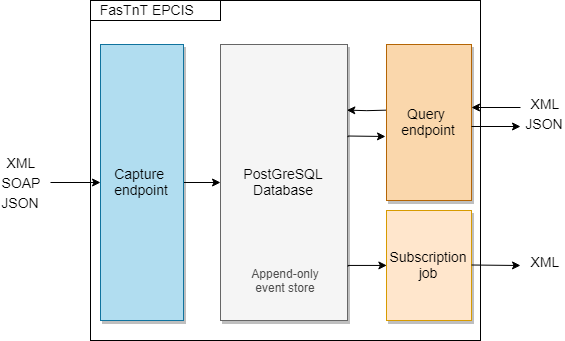 FasTnT EPCIS
XML
SOAP
JSON
Capture
endpoint
PostGreSQL
Database
Append-only
event store
Query
endpoint
XML
JSON
Subscription
job
XML